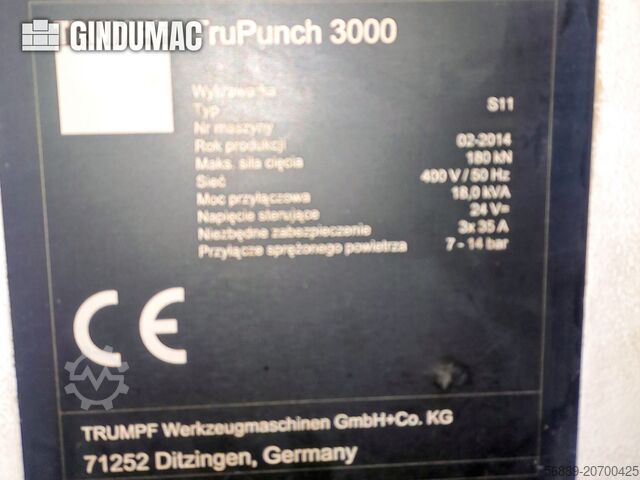 GINDUMAC
TruPunch 3000
Wykrawarka
Typ S11
Nr maszyny
Rok produkcji 02-2014
Maks. siła cięcia 180 kN
Sieć 400 V / 50 Hz
Moc przyłączowa 18,0 kVA
Napięcie sterujące 24 V=
Niezbędne zabezpieczenie 3x 35 A
Przyłącze sprężonego powietrza 7 - 14 bar
CE
TRUMPF Werkzeugmaschinen GmbH+Co. KG
71252 Ditzingen, Germany
56889-20700425